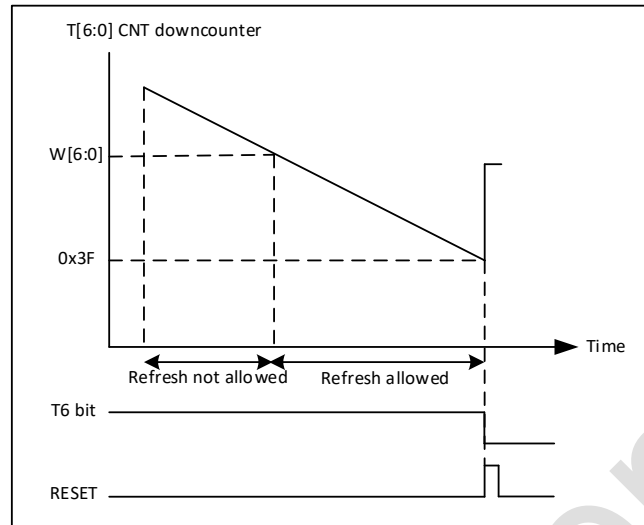 T[6:0] CNT downcounter
W[6:0]
0x3F
Time
Refresh not allowed
Refresh allowed
T6 bit
RESET